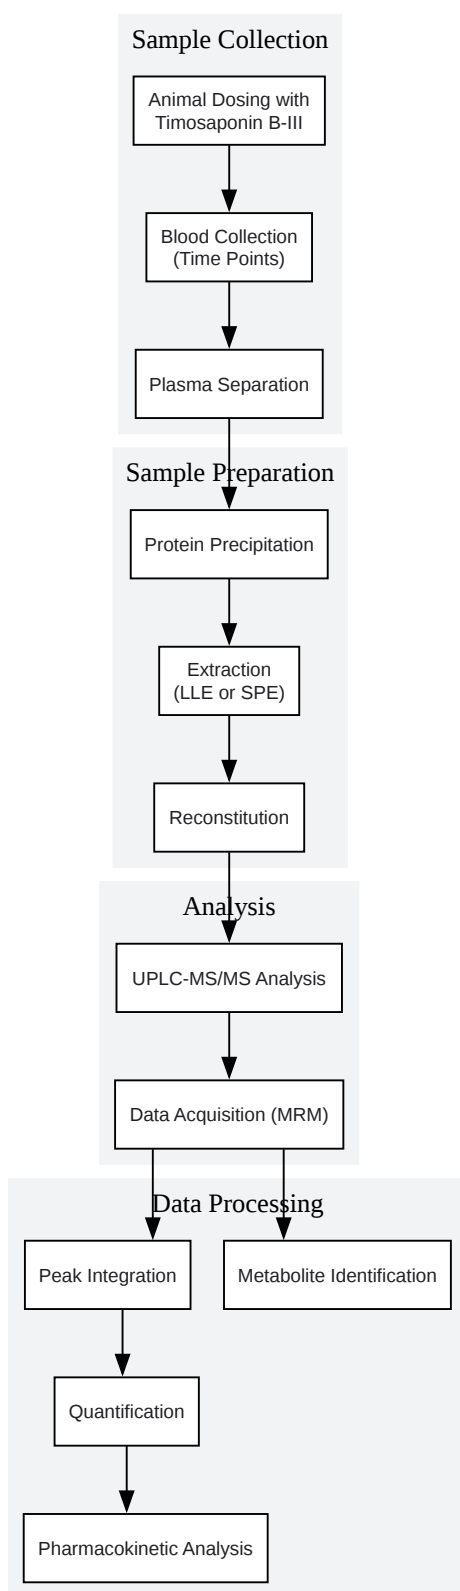 Sample Collection
Animal Dosing with
Timosaponin B-III
Blood Collection
(Time Points)
Plasma Separation
Sample Preparation
Protein Precipitation
Extraction
(LLE or SPE)
Reconstitution
Analysis
UPLC-MS/MS Analysis
Data Acquisition (MRM)
Data Processing
Peak Integration
Metabolite Identification
Quantification
Pharmacokinetic Analysis